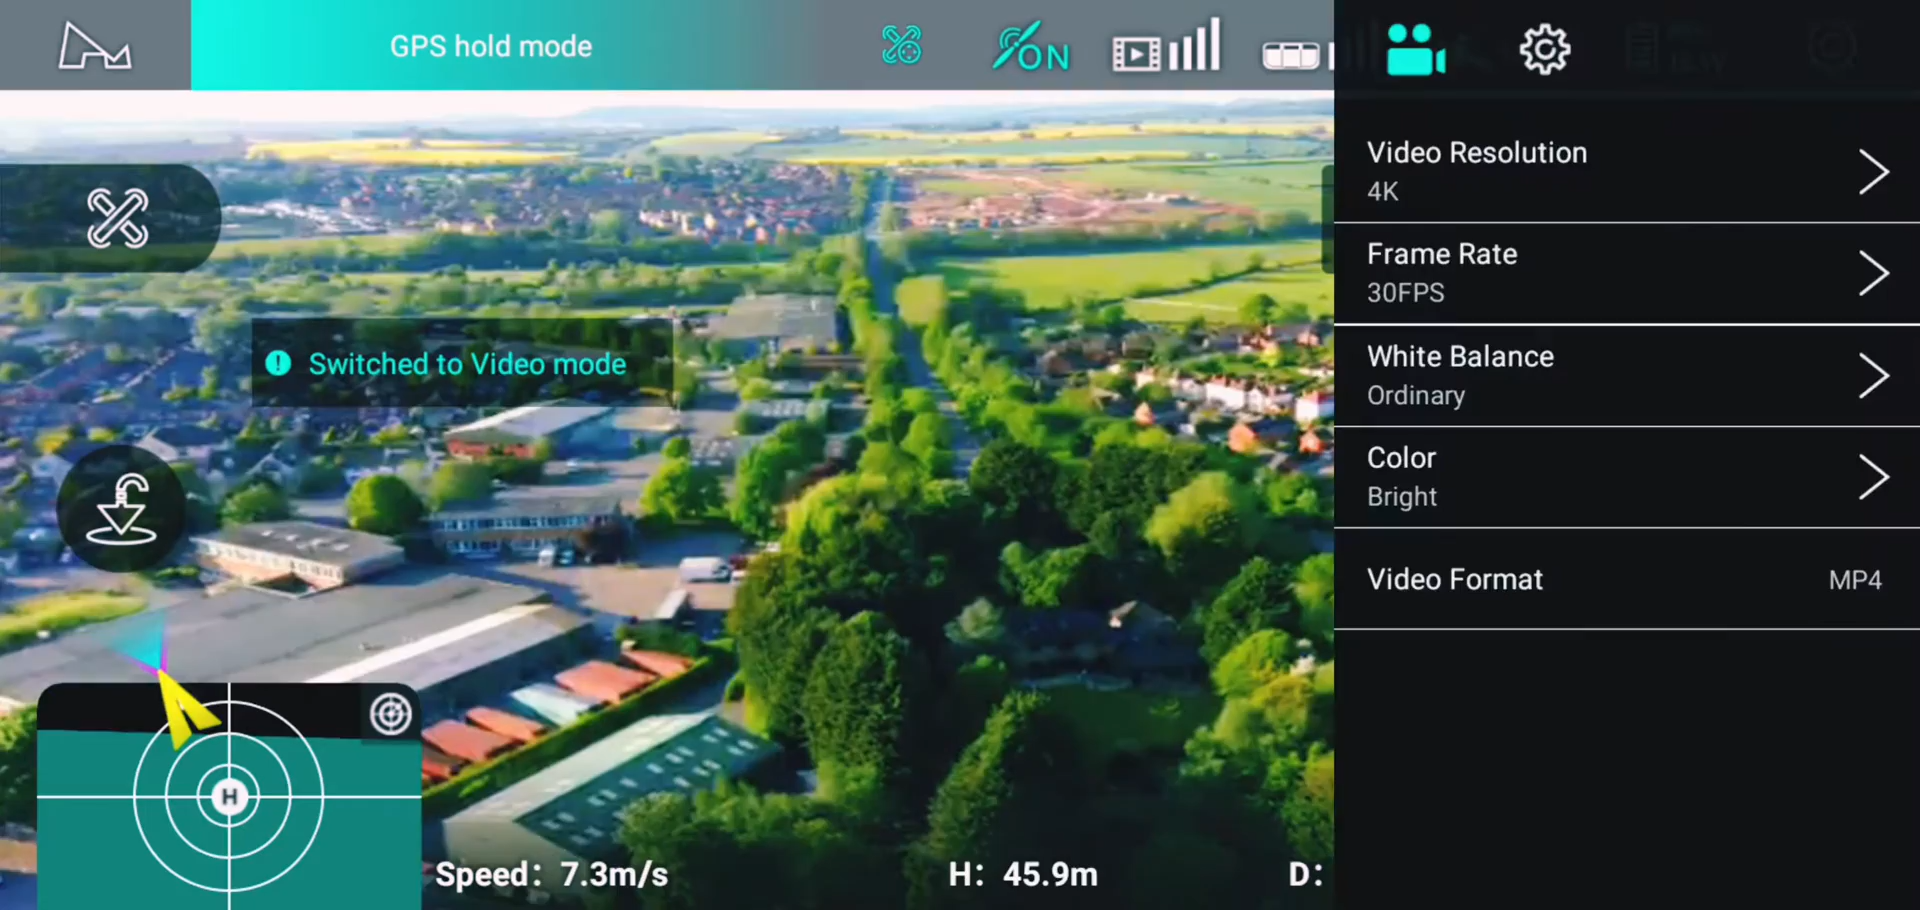 GPS hold mode
ON
Video Resolution
4K
Frame Rate
30FPS
Switched to Video mode
White Balance
Ordinary
Color
Bright
Video Format
MP4
H
Speed: 7.3m/s
H: 45.9m
D: